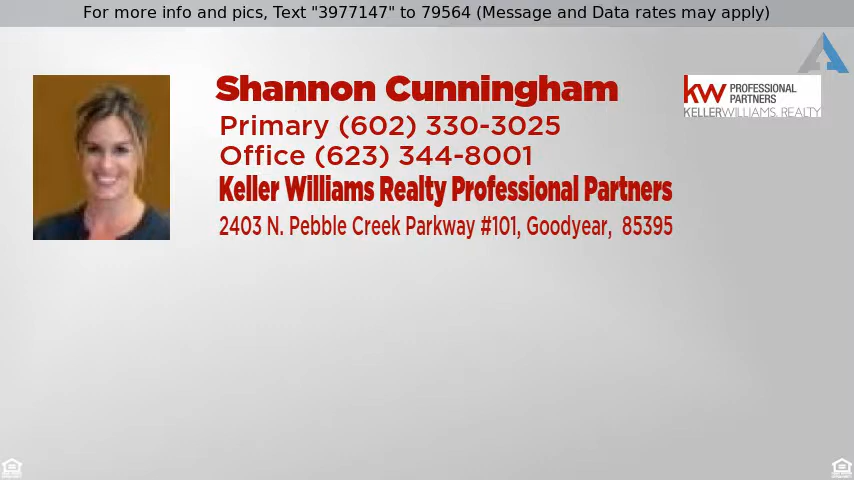 For more info and pics, Text "3977147" to 79564 (Message and Data rates may apply)
Shannon Cunningham
Primary (602) 330-3025
Office (623) 344-8001
Keller Williams Realty Professional Partners
2403 N. Pebble Creek Parkway #101, Goodyear, 85395
kw PROFESSIONAL
PARTNERS
KELLERWILLIAMS. REALTY